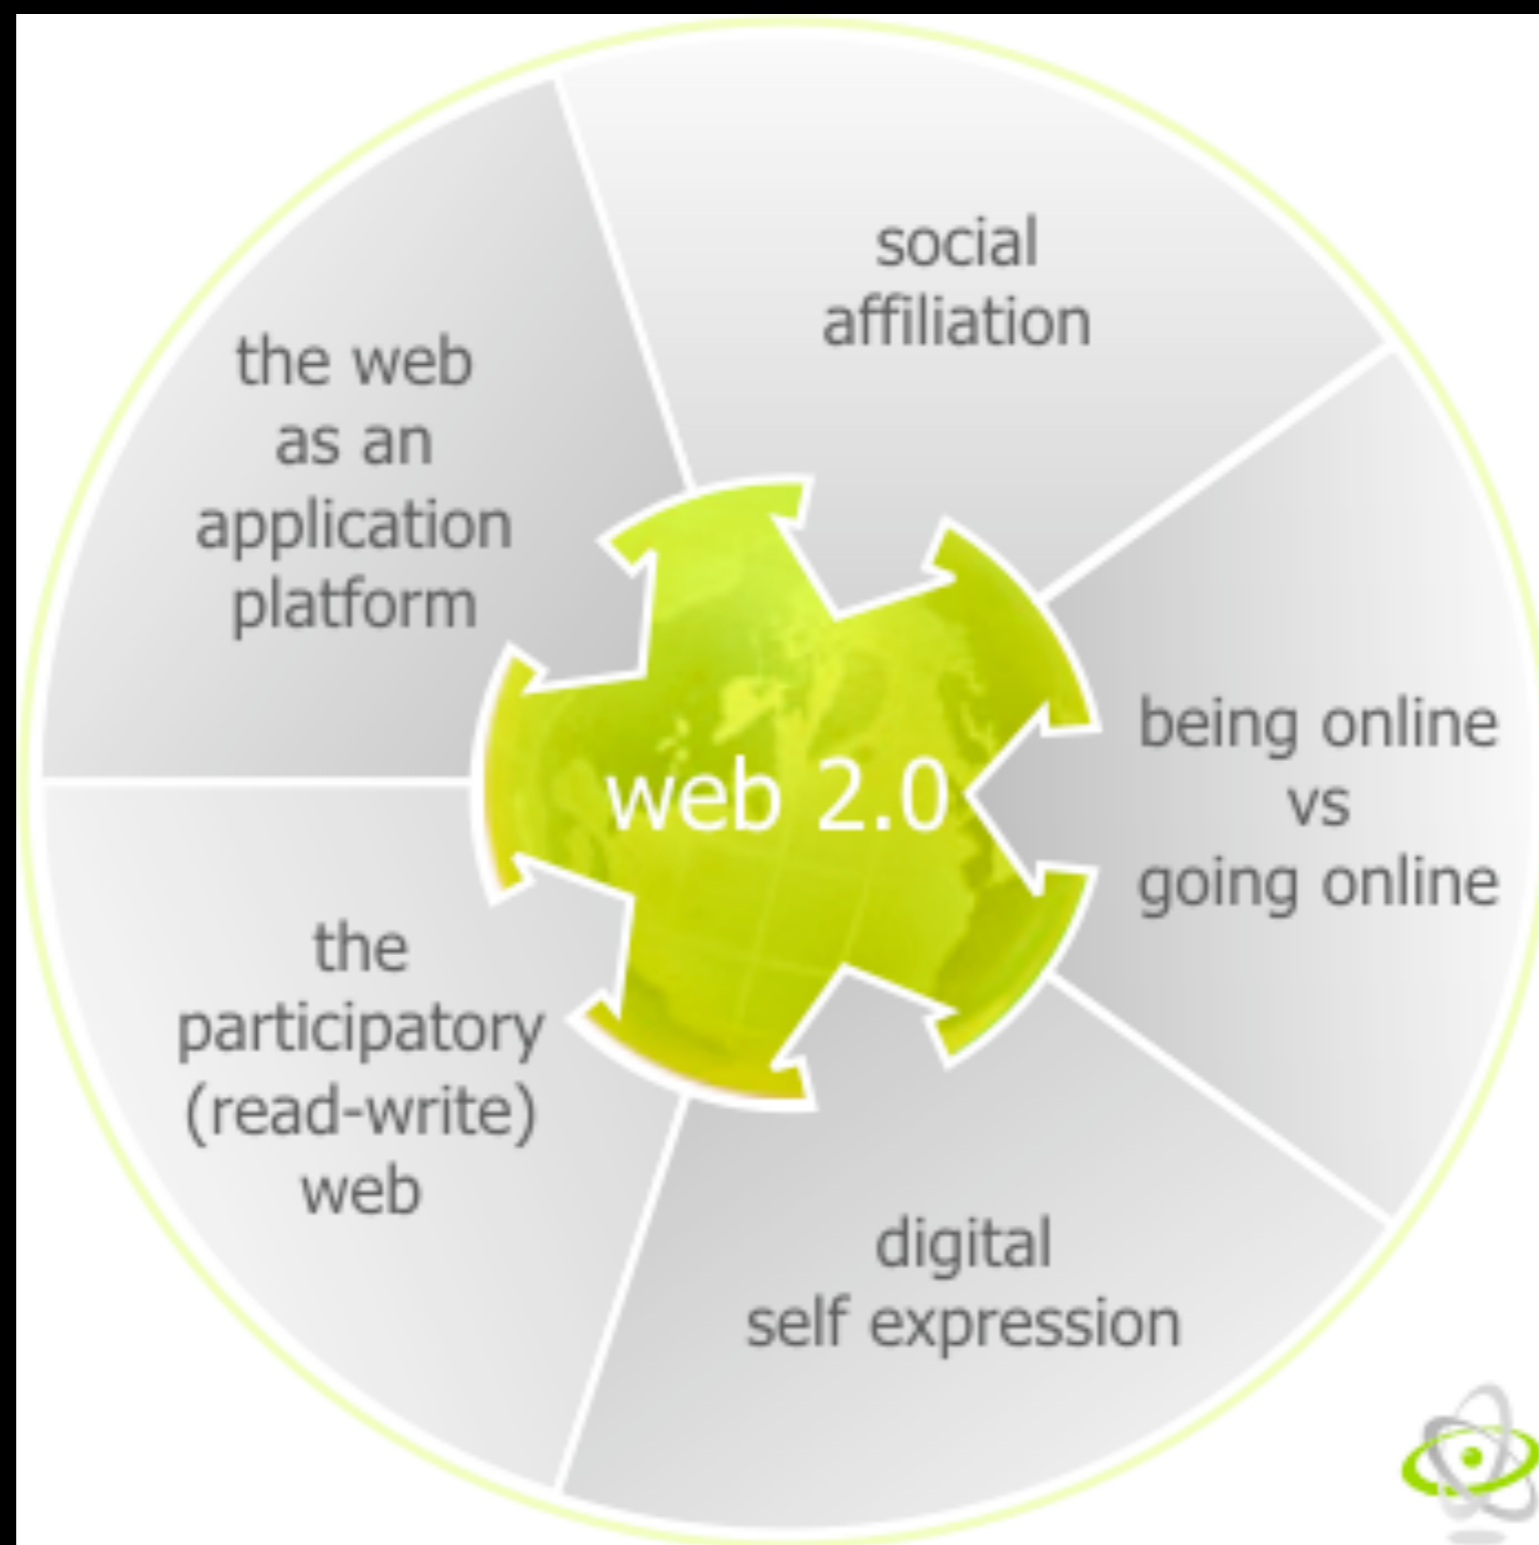 social
affiliation
the web
as an
application
platform
being online
vs
going online
web 2.0
the
participatory
(read-write)
web
digital
self expression